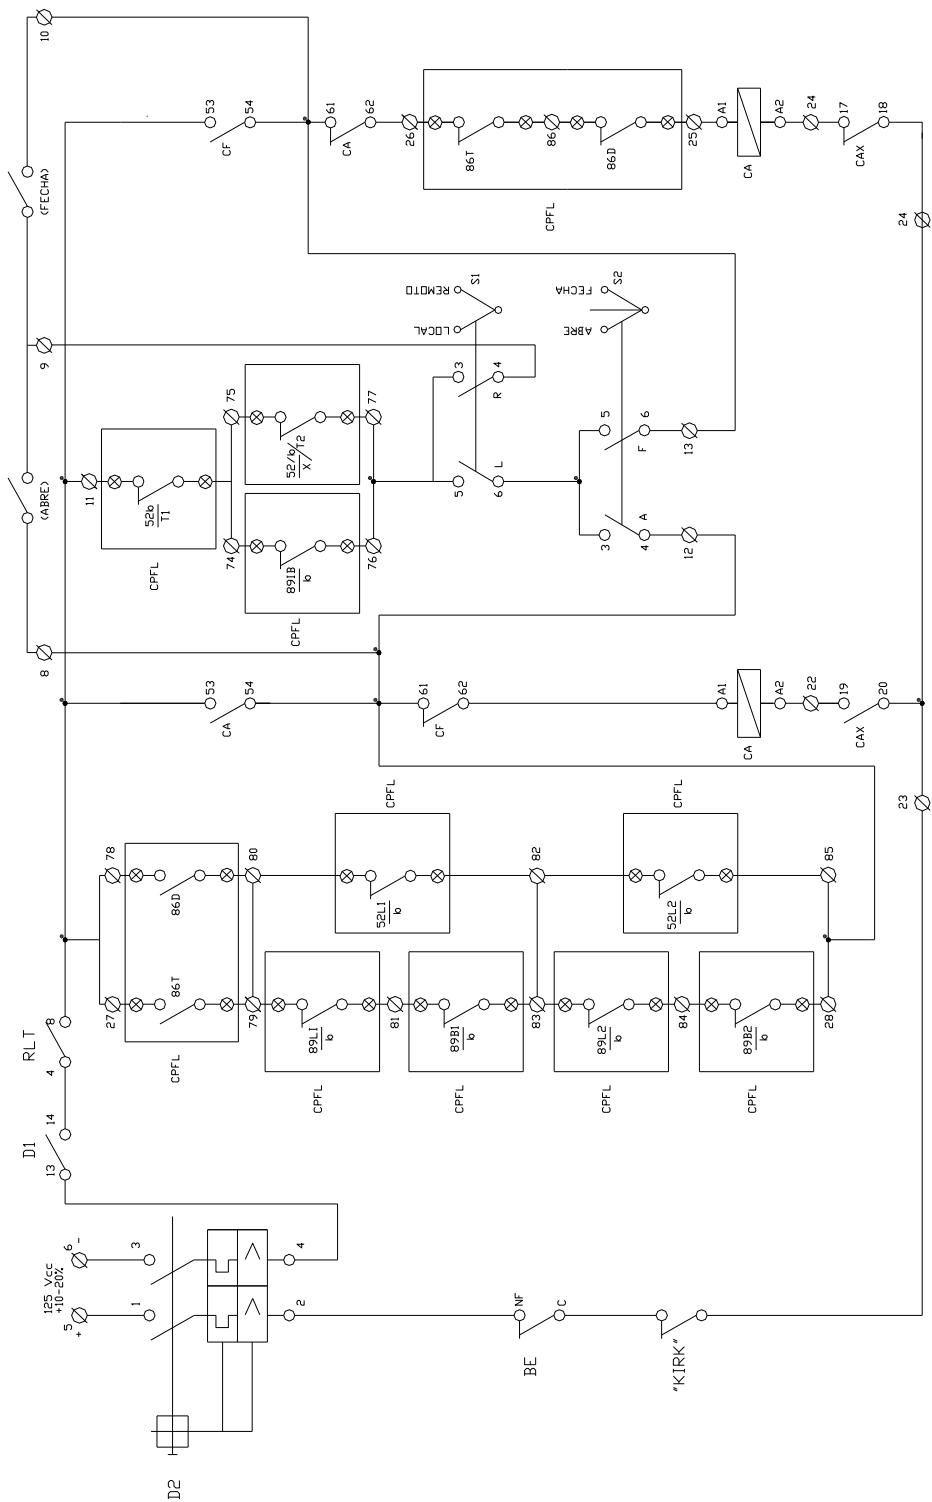 10
(FECHA)
9
(ABRE)
8
53
54
CF
61
62
CA
26
86T
86
86D
25
CPFL
A1
A2
CA
24
17
18
CAX
24
REMOTO
LOCAL
S1
FECHA
ABRE
S2
3
4
R
5
6
L
5
6
F
13
3
4
A
12
11
52b
T1
CPFL
75
52/b/T2
X
77
74
89IB
b
76
CPFL
53
54
CA
61
62
CF
A1
A2
CA
22
19
20
CAX
23
78
86D
80
27
86T
79
CPFL
CPFL
52L1
b
82
CPFL
52L2
b
85
89LI
b
CPFL
81
89B1
b
CPFL
83
89L2
b
CPFL
84
89B2
b
CPFL
28
RLT
8
4
D1
14
13
6
-
125 Vcc
+10-20%
5
+
3
1
4
2
D2
NF
C
BE
"KIRK"